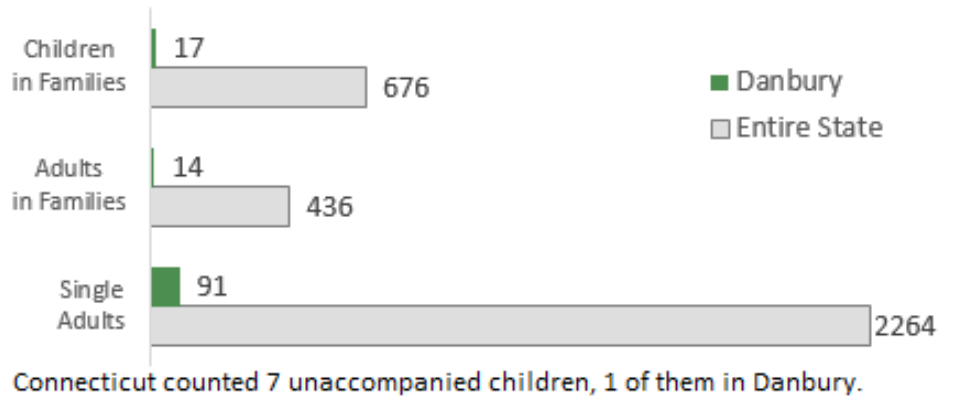 Children
in Families
17
676
Danbury
Entire State
Adults
in Families
14
436
Single
Adults
91
2264
Connecticut counted 7 unaccompanied children, 1 of them in Danbury.